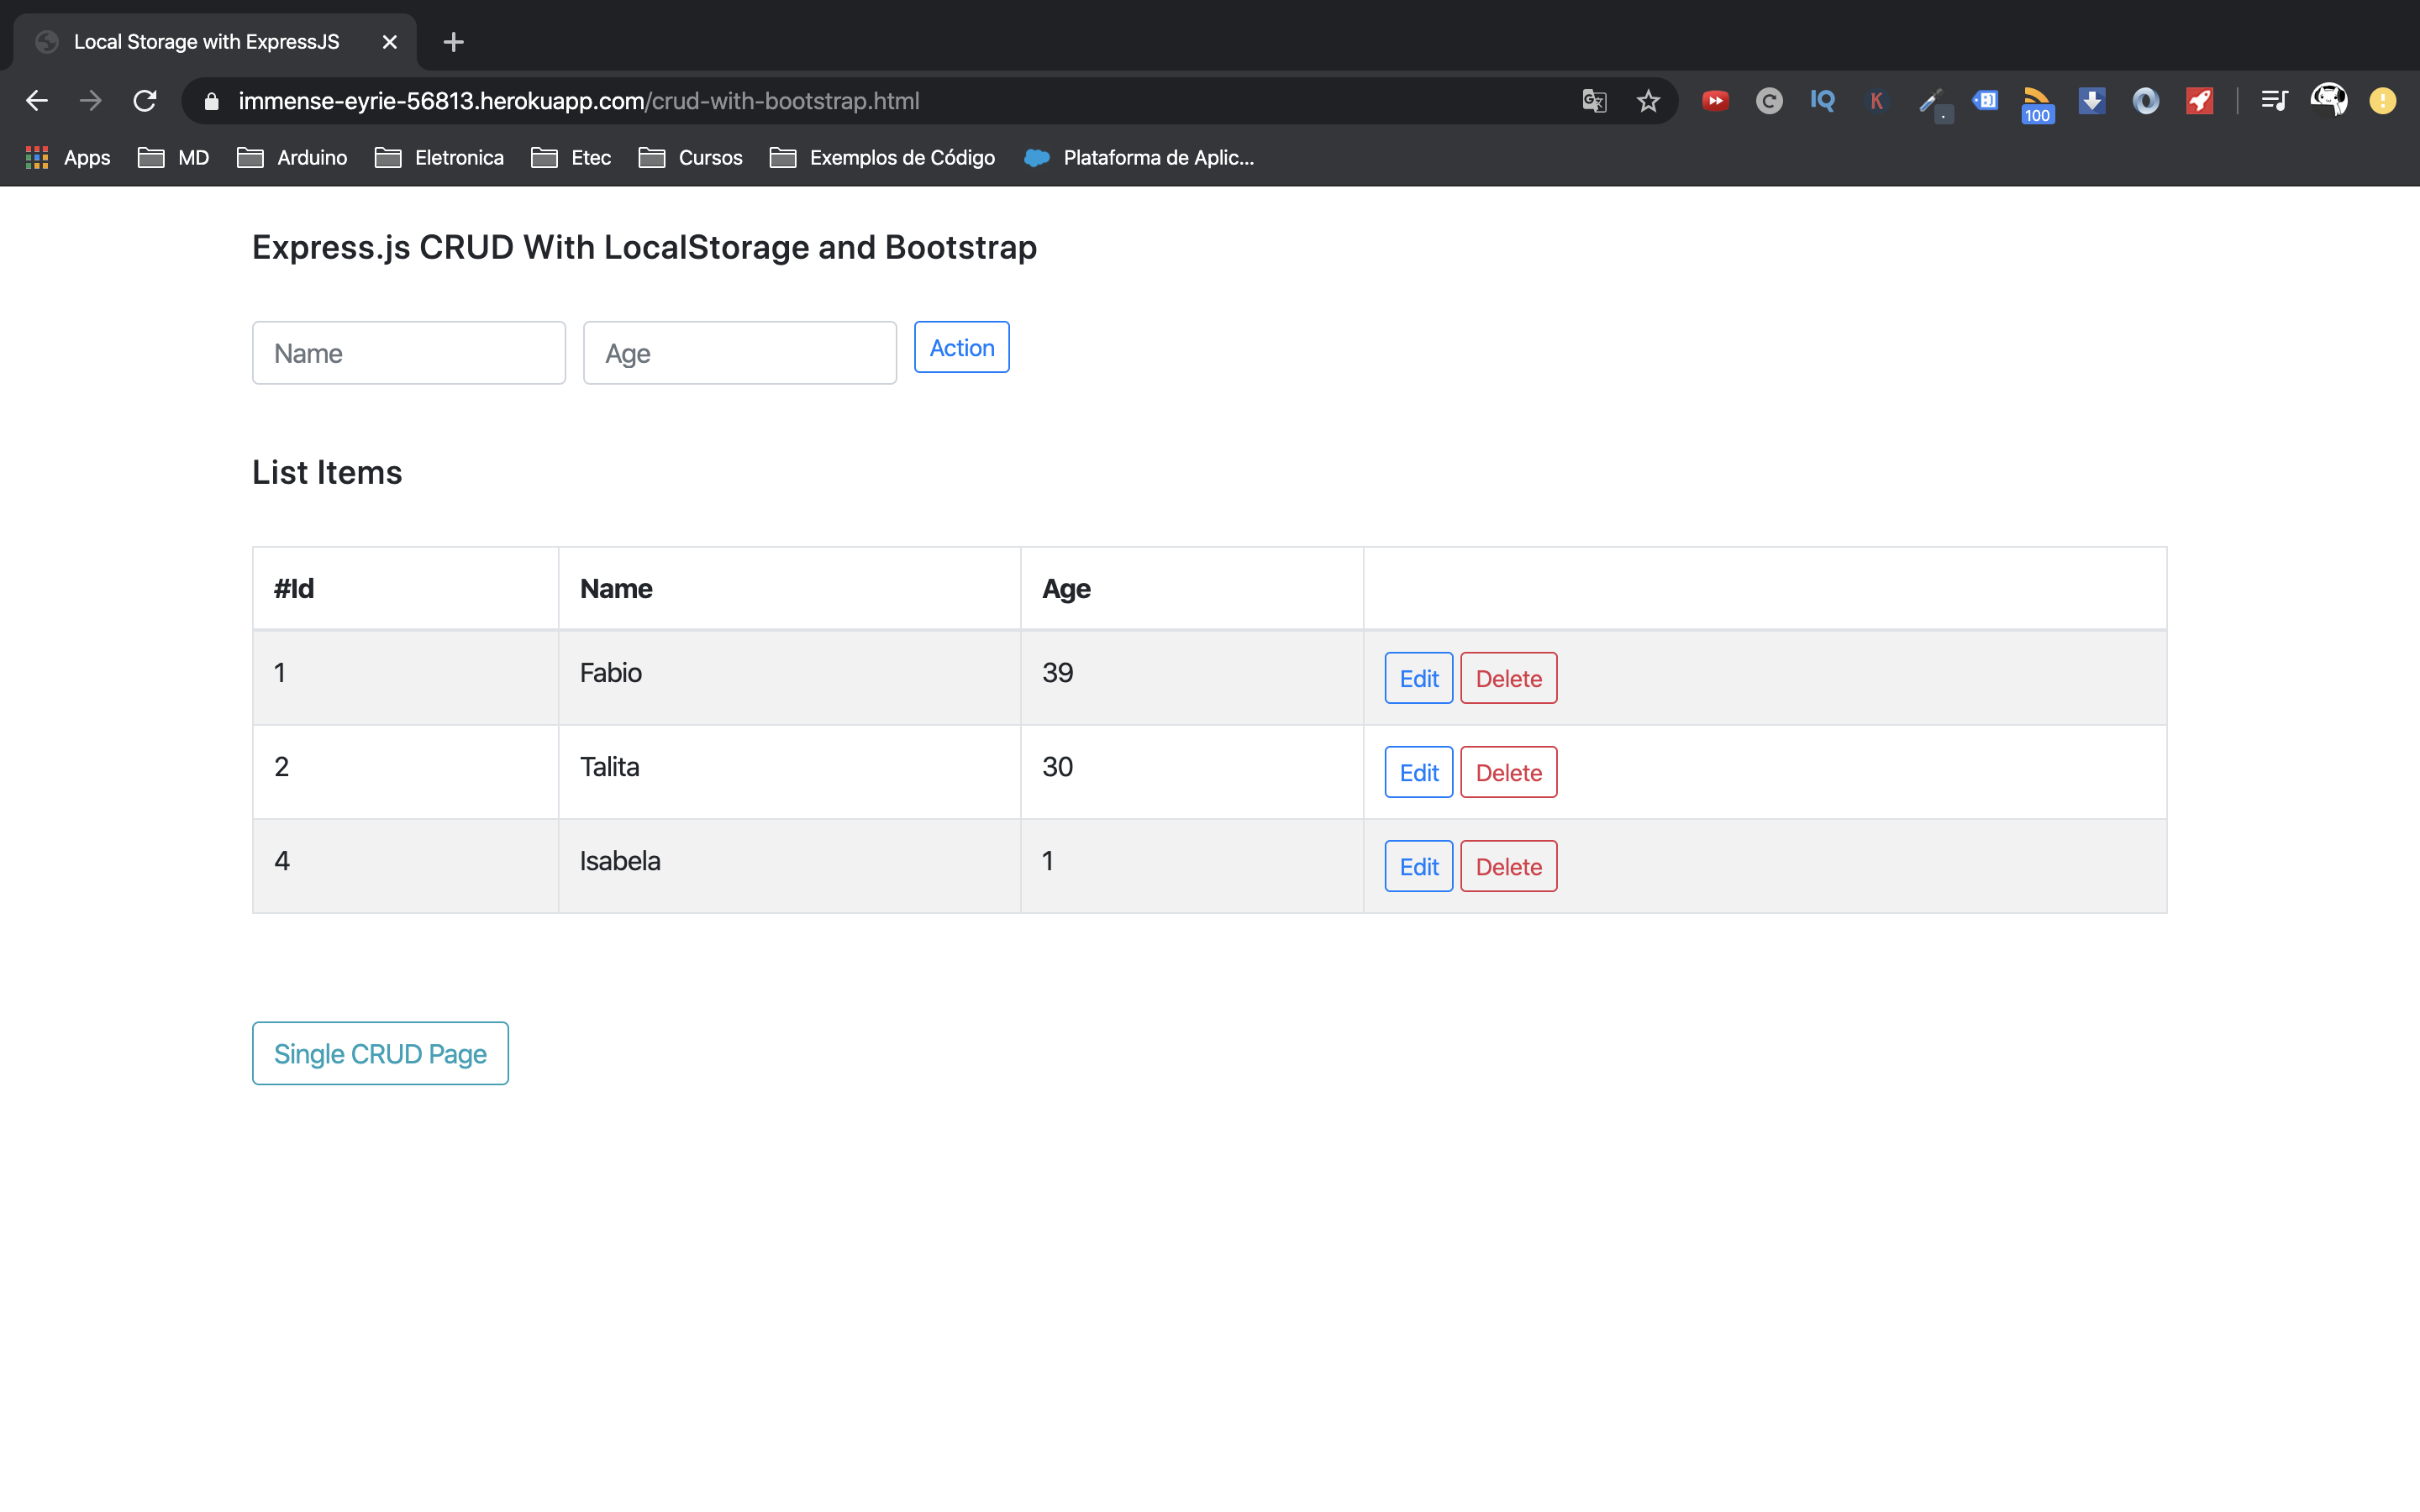 Local Storage with ExpressJS
immense-eyrie-56813.herokuapp.com/crud-with-bootstrap.html
IQ
K
100
Apps MD Arduino Eletronica Etec Cursos Exemplos de Código Plataforma de Aplic...
Express.js CRUD With LocalStorage and Bootstrap
Name Age Action
List Items
#Id Name Age
1 Fabio 39 Edit Delete
2 Talita 30 Edit Delete
4 Isabela 1 Edit Delete
Single CRUD Page